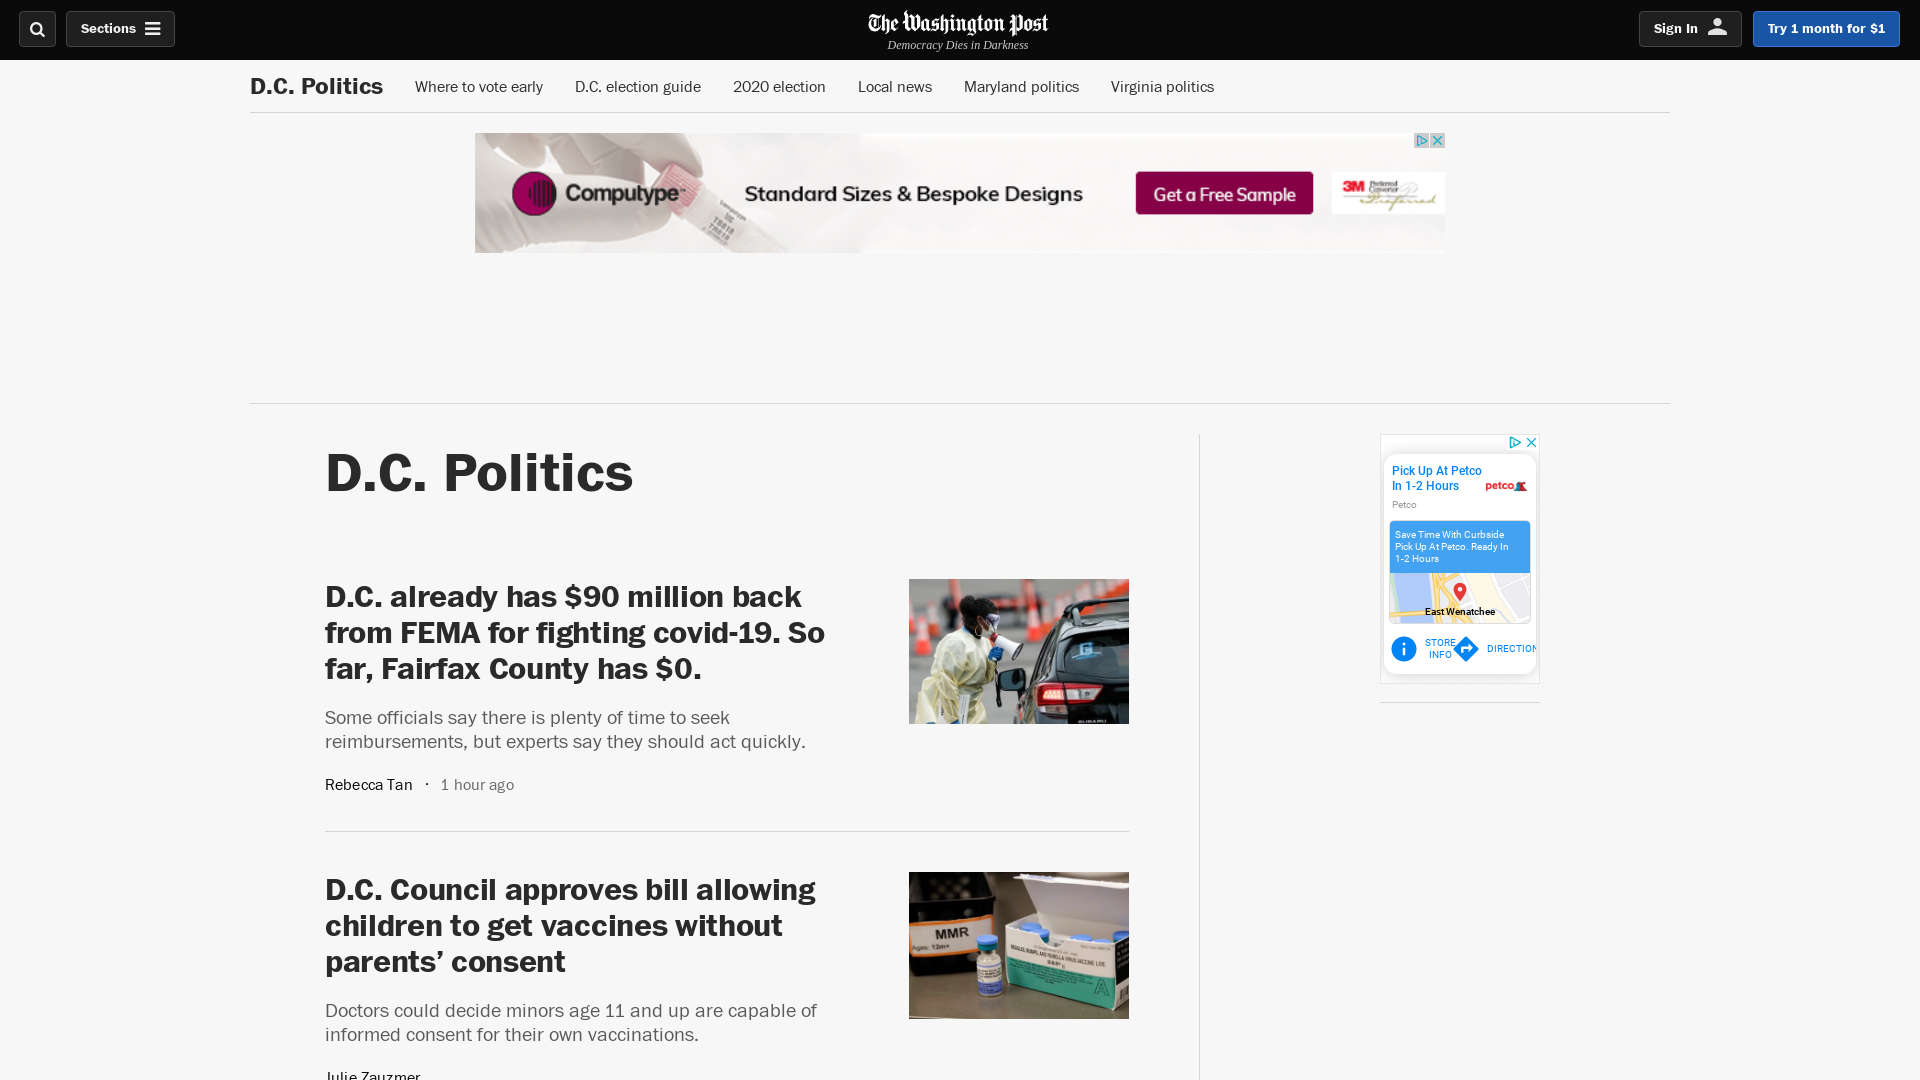 Sections
The Washington Post
Democracy Dies in Darkness
Sign In
Try 1 month for $1
D.C. Politics
Where to vote early
D.C. election guide
2020 election
Local news
Maryland politics
Virginia politics
Computype
Standard Sizes & Bespoke Designs
Get a Free Sample
3M Preferred
Converter
Preferred
D.C. Politics
Pick Up At Petco
In 1-2 Hours
petco
Petco
Save Time With Curbside
Pick Up At Petco. Ready In
1-2 Hours
East Wenatchee
STORE
INFO
DIRECTION
D.C. already has $90 million back
from FEMA for fighting covid-19. So
far, Fairfax County has $0.
Some officials say there is plenty of time to seek
reimbursements, but experts say they should act quickly.
Rebecca Tan · 1 hour ago
D.C. Council approves bill allowing
children to get vaccines without
parents’ consent
Doctors could decide minors age 11 and up are capable of
informed consent for their own vaccinations.
Julie Zauzmer
MMR
Ages: 12m+